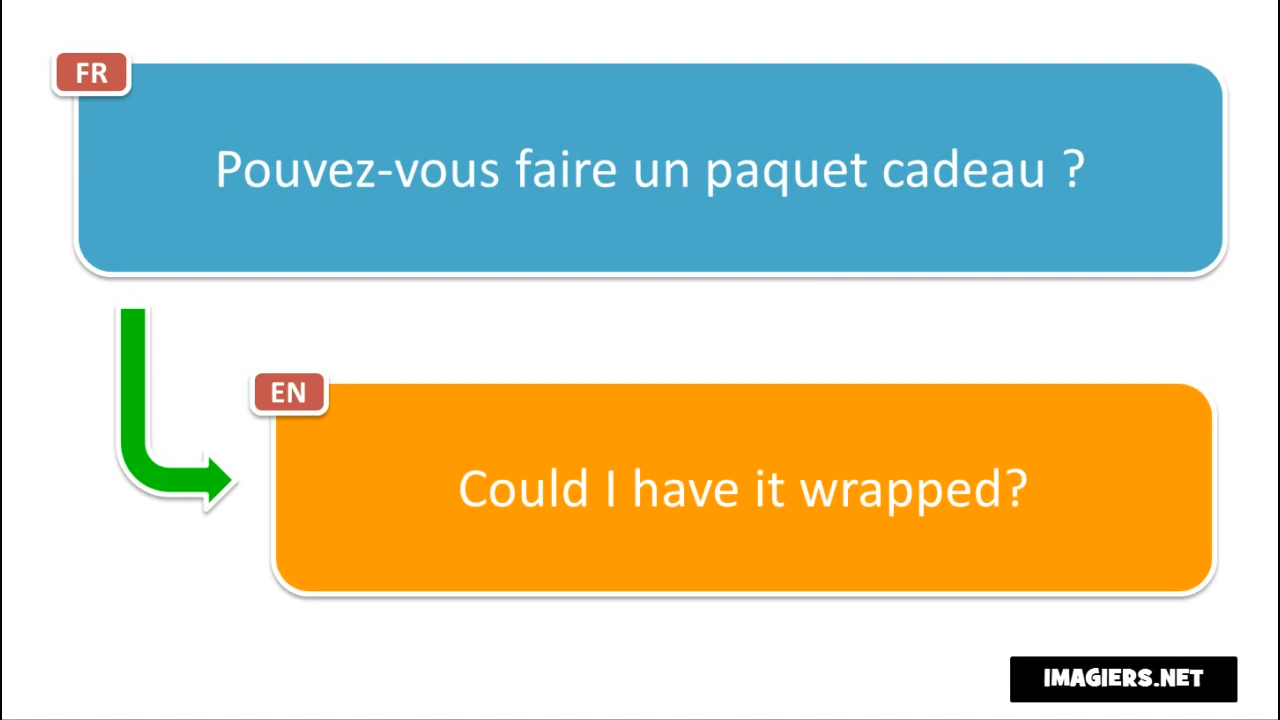 FR
Pouvez-vous faire un paquet cadeau ?
EN
Could I have it wrapped?
IMAGIERS.NET